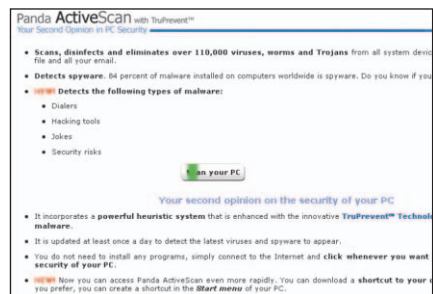 Panda ActiveScan with TruPrevent™
Your Second Opinion in PC Security
• Scans, disinfects and eliminates over 110,000 viruses, worms and Trojans from all system devic
file and all your email.
• Detects spyware. 84 percent of malware installed on computers worldwide is spyware. Do you know if you
• NEW! Detects the following types of malware:
• Dialers
• Hacking tools
• Jokes
• Security risks
an your PC
Your second opinion on the security of your PC
• It incorporates a powerful heuristic system that is enhanced with the innovative TruPrevent™ Technolo
malware.
• It is updated at least once a day to detect the latest viruses and spyware to appear.
• You do not need to install any programs, simply connect to the Internet and click whenever you want
security of your PC.
• NEW! Now you can access Panda ActiveScan even more rapidly. You can download a shortcut to your
you prefer, you can create a shortcut in the Start menu of your PC.